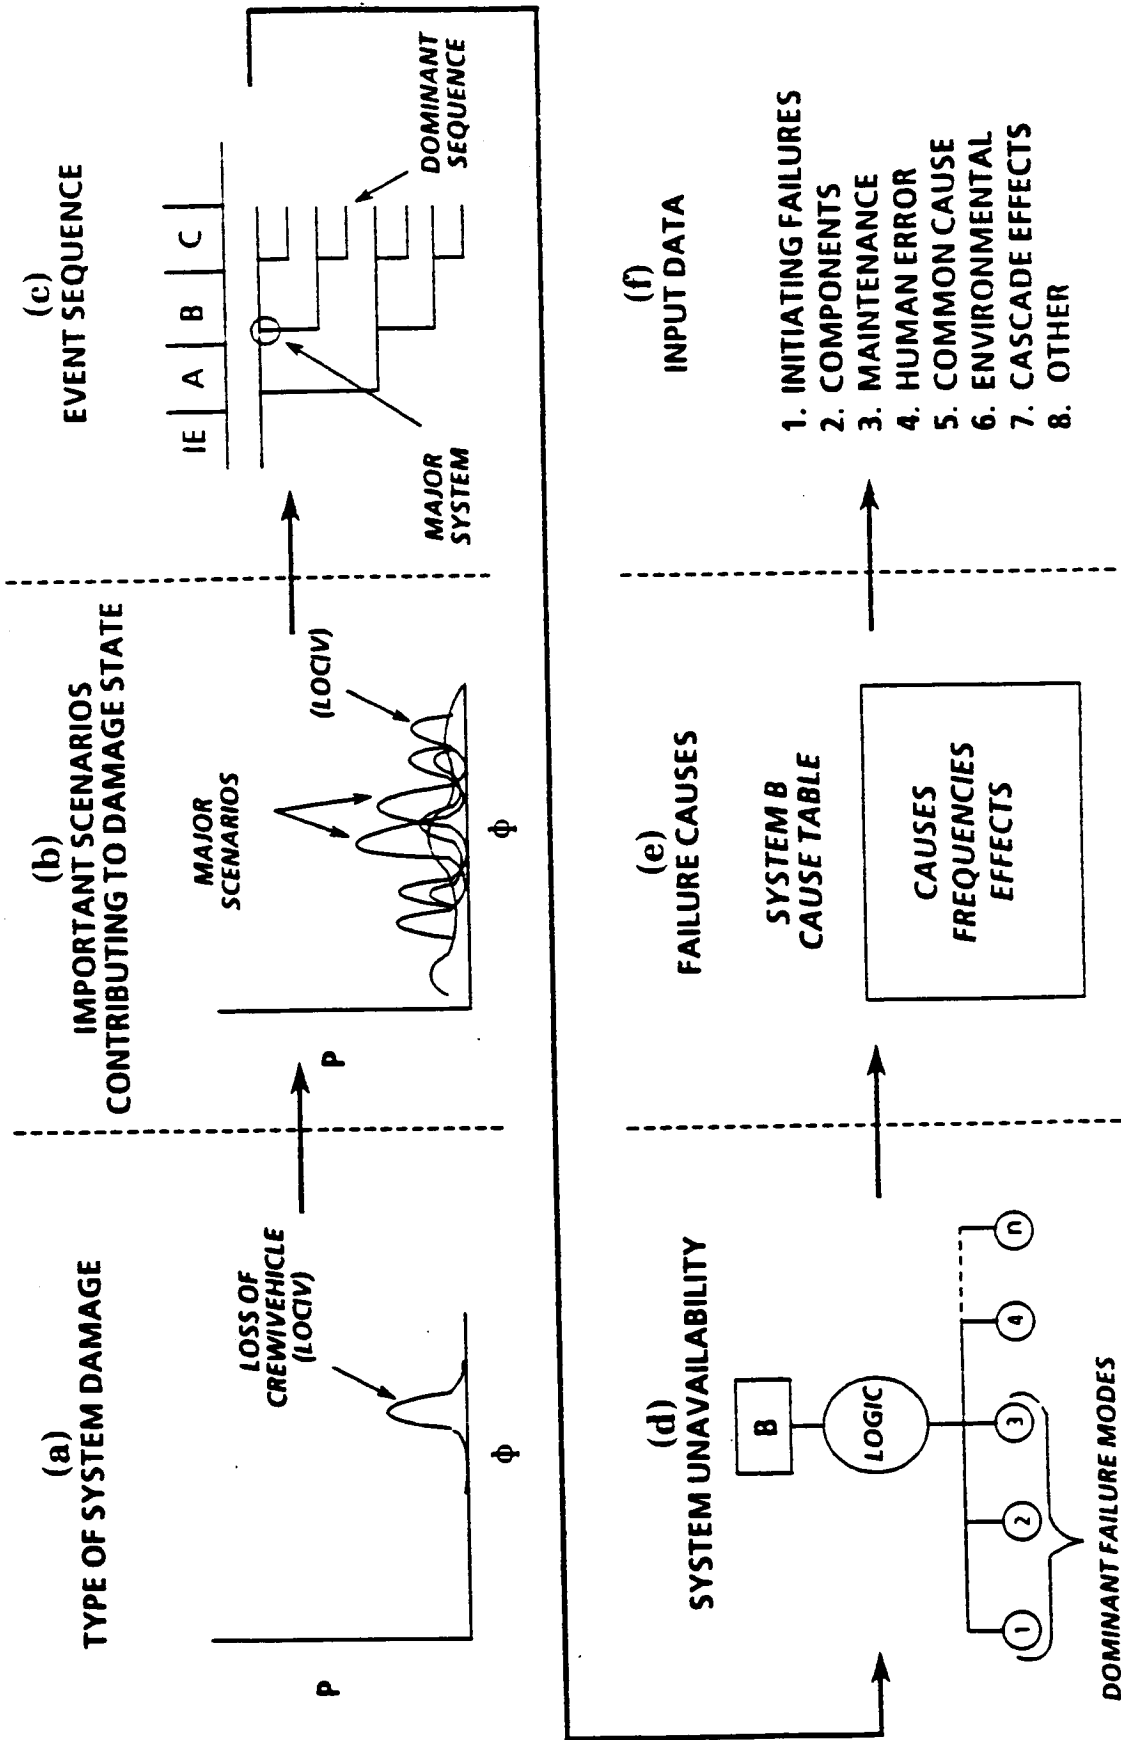 (a)
TYPE OF SYSTEM DAMAGE
P
LOSS OF
CREWIVEHICLE
(LOCIV)
Φ
(b)
IMPORTANT SCENARIOS
CONTRIBUTING TO DAMAGE STATE
P
MAJOR
SCENARIOS
(LOCIV)
Φ
(c)
EVENT SEQUENCE
IE A B C
MAJOR
SYSTEM
DOMINANT
SEQUENCE
(d)
SYSTEM UNAVAILABILITY
B
LOGIC
1 2 3 4 n
DOMINANT FAILURE MODES
(e)
FAILURE CAUSES
SYSTEM B
CAUSE TABLE
CAUSES
FREQUENCIES
EFFECTS
(f)
INPUT DATA
1. INITIATING FAILURES
2. COMPONENTS
3. MAINTENANCE
4. HUMAN ERROR
5. COMMON CAUSE
6. ENVIRONMENTAL
7. CASCADE EFFECTS
8. OTHER